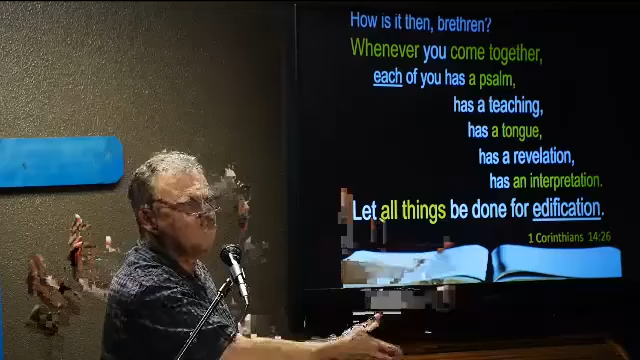 How is it then, brethren?
Whenever you come together,
each of you has a psalm,
has a teaching,
has a tongue,
has a revelation,
has an interpretation.
Let all things be done for edification.
1 Corinthians 14:26